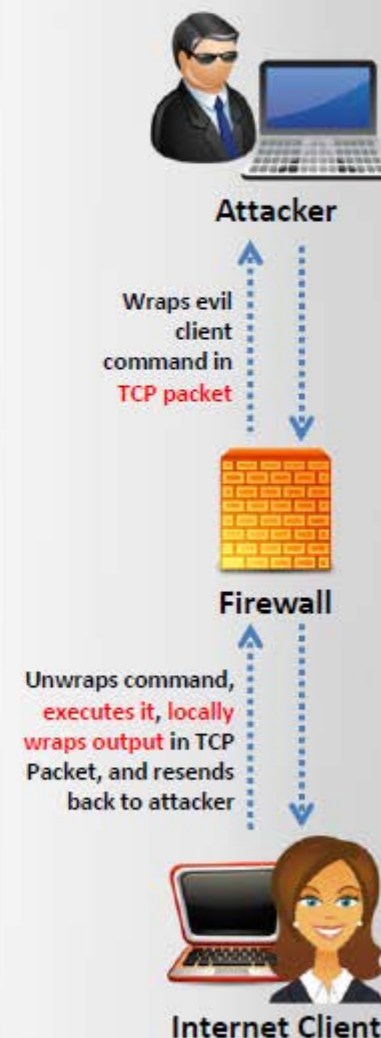 Attacker
Wraps evil
client
command in
TCP packet
Firewall
Unwraps command,
executes it, locally
wraps output in TCP
Packet, and resends
back to attacker
Internet Client